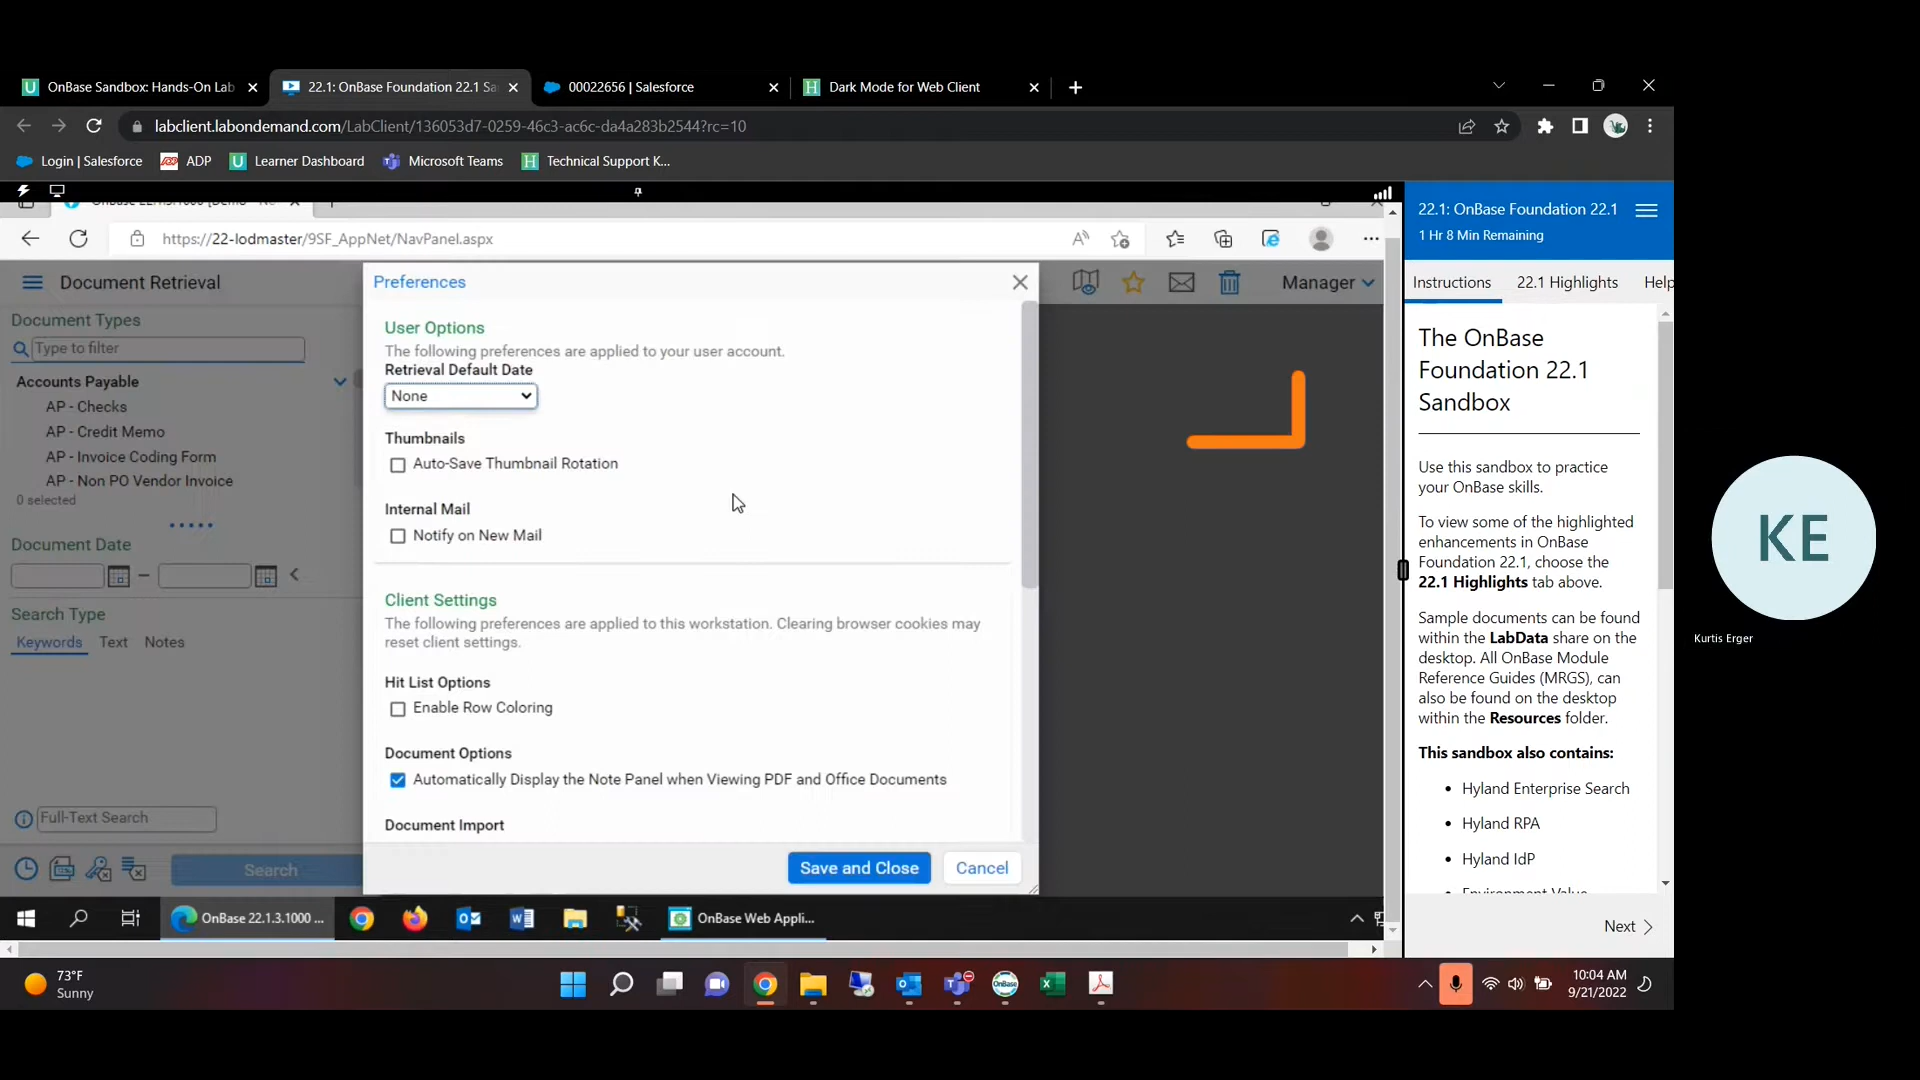 OnBase Sandbox: Hands-On Lab
22.1: OnBase Foundation 22.1 Sa
00022656 | Salesforce
Dark Mode for Web Client
labclient.labondemand.com/LabClient/136053d7-0259-46c3-ac6c-da4a283b2544?rc=10
Login | Salesforce
ADP
Learner Dashboard
Microsoft Teams
Technical Support K...
https://22-lodmaster/9SF_AppNet/NavPanel.aspx
Document Retrieval
Manager
Document Types
Type to filter
Accounts Payable
AP - Checks
AP - Credit Memo
AP - Invoice Coding Form
AP - Non PO Vendor Invoice
0 selected
Document Date
Search Type
Keywords Text Notes
Full-Text Search
Search
Preferences
User Options
The following preferences are applied to your user account.
Retrieval Default Date
None
Thumbnails
Auto-Save Thumbnail Rotation
Internal Mail
Notify on New Mail
Client Settings
The following preferences are applied to this workstation. Clearing browser cookies may
reset client settings.
Hit List Options
Enable Row Coloring
Document Options
Automatically Display the Note Panel when Viewing PDF and Office Documents
Document Import
Save and Close
Cancel
OnBase 22.1.3.1000 ...
OnBase Web Appli...
22.1: OnBase Foundation 22.1
1 Hr 8 Min Remaining
Instructions
22.1 Highlights
Help
The OnBase
Foundation 22.1
Sandbox
Use this sandbox to practice
your OnBase skills.
To view some of the highlighted
enhancements in OnBase
Foundation 22.1, choose the
22.1 Highlights tab above.
Sample documents can be found
within the LabData share on the
desktop. All OnBase Module
Reference Guides (MRGS), can
also be found on the desktop
within the Resources folder.
This sandbox also contains:
Hyland Enterprise Search
Hyland RPA
Hyland IdP
Next
KE
Kurtis Erger
73°F
Sunny
OnBase
10:04 AM
9/21/2022